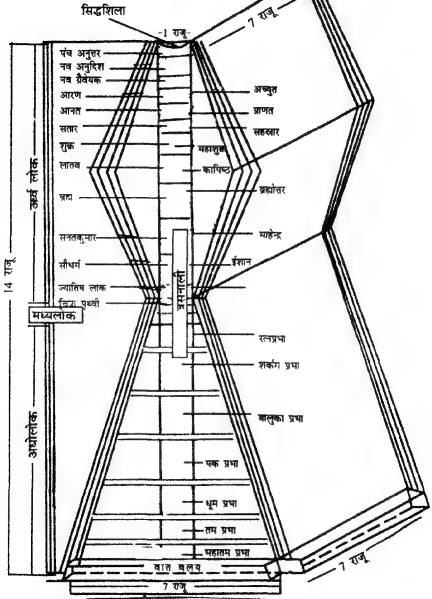 सिद्धशिला
1 राजू
7 राजू
पंच अनुत्तर
नव अनुदिश
नव ग्रैवेयक
आरण
आनत
सतार
शुक्र
लातव
ब्रह्म
सनतकुमार
सौधर्म
ज्योतिष लोक
चित्रा पृथ्वी
अच्युत
प्राणत
सहस्रार
महाशुक्र
कापिष्ठ
ब्रह्मोत्तर
माहेन्द्र
ईशान
त्रसनाली
14 राजू
ऊर्ध्व लोक
मध्यलोक
अधोलोक
रत्नप्रभा
शर्करा प्रभा
बालुका प्रभा
पक प्रभा
धूम प्रभा
तम प्रभा
महातम प्रभा
वात वलय
7 राजू
7 राजू